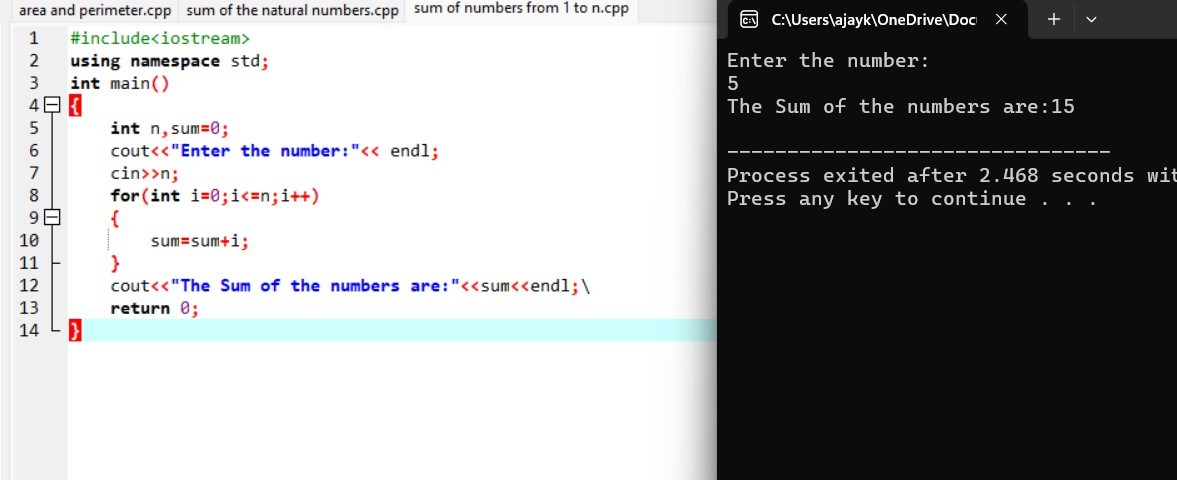 area and perimeter.cpp sum of the natural numbers.cpp sum of numbers from 1 to n.cpp
1 #include<iostream>
2 using namespace std;
3 int main()
4 {
5 int n,sum=0;
6 cout<<"Enter the number:"<< endl;
7 cin>>n;
8 for(int i=0;i<=n;i++)
9 {
10 sum=sum+i;
11 }
12 cout<<"The Sum of the numbers are:"<<sum<<endl;\
13 return 0;
14 }
C:\Users\ajayk\OneDrive\Doc
Enter the number:
5
The Sum of the numbers are:15
--------------------------------
Process exited after 2.468 seconds wit
Press any key to continue . . .